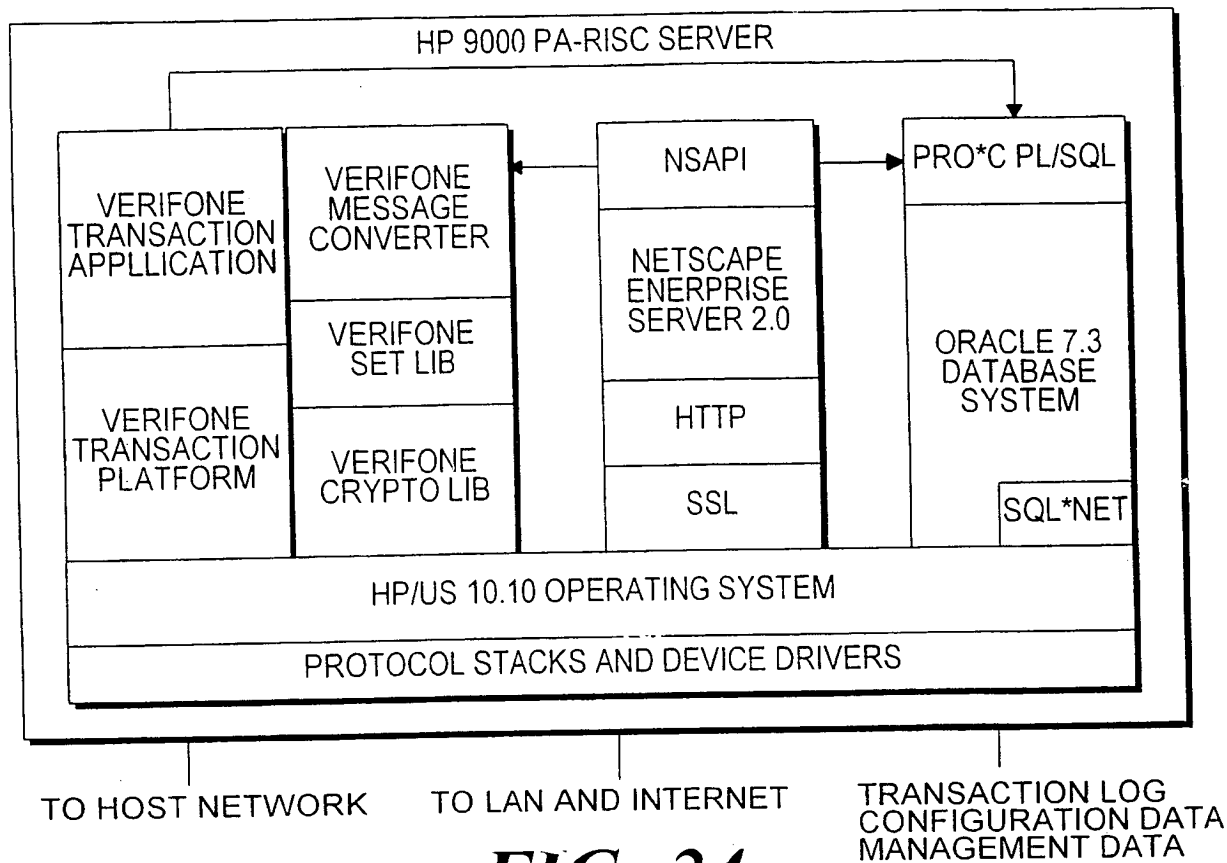 HP 9000 PA-RISC SERVER
VERIFONE
TRANSACTION
APPLLICATION
VERIFONE
TRANSACTION
PLATFORM
VERIFONE
MESSAGE
CONVERTER
VERIFONE
SET LIB
VERIFONE
CRYPTO LIB
NSAPI
NETSCAPE
ENERPRISE
SERVER 2.0
HTTP
SSL
PRO*C PL/SQL
ORACLE 7.3
DATABASE
SYSTEM
SQL*NET
HP/US 10.10 OPERATING SYSTEM
PROTOCOL STACKS AND DEVICE DRIVERS
TO HOST NETWORK
TO LAN AND INTERNET
TRANSACTION LOG
CONFIGURATION DATA
MANAGEMENT DATA